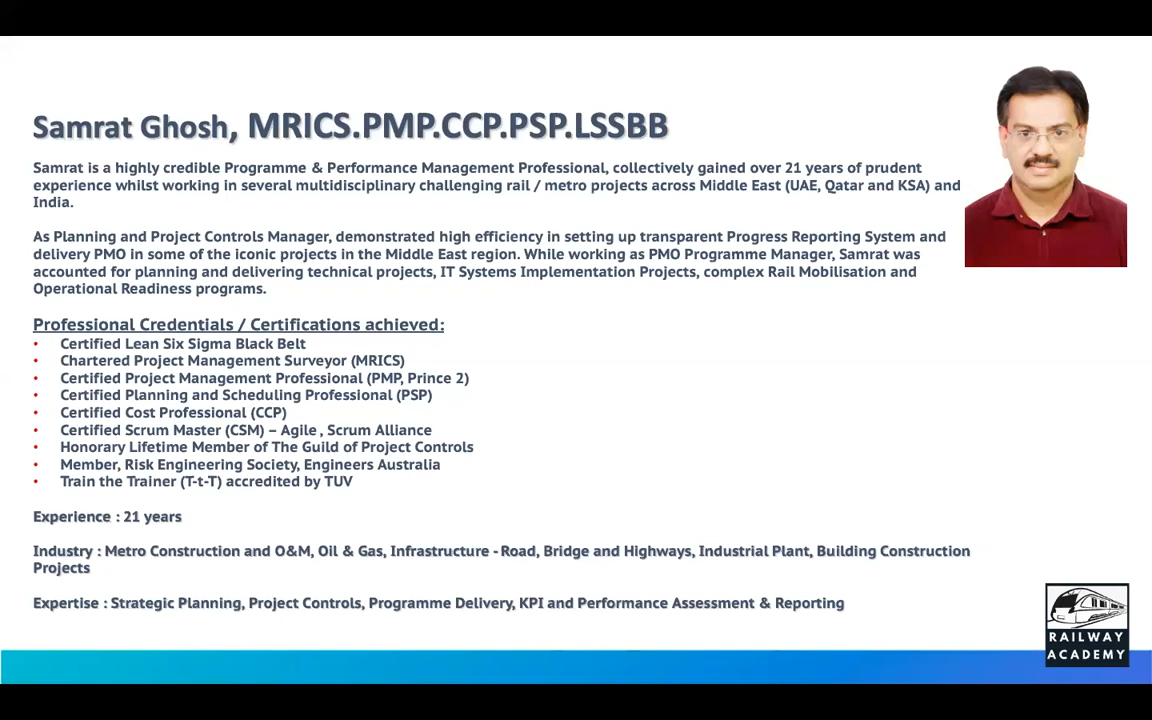 Samrat Ghosh, MRICS.PMP.CCP.PSP.LSSBB
Samrat is a highly credible Programme & Performance Management Professional, collectively gained over 21 years of prudent
experience whilst working in several multidisciplinary challenging rail / metro projects across Middle East (UAE, Qatar and KSA) and
India.
As Planning and Project Controls Manager, demonstrated high efficiency in setting up transparent Progress Reporting System and
delivery PMO in some of the iconic projects in the Middle East region. While working as PMO Programme Manager, Samrat was
accounted for planning and delivering technical projects, IT Systems Implementation Projects, complex Rail Mobilisation and
Operational Readiness programs.
Professional Credentials / Certifications achieved:
• Certified Lean Six Sigma Black Belt
• Chartered Project Management Surveyor (MRICS)
• Certified Project Management Professional (PMP, Prince 2)
• Certified Planning and Scheduling Professional (PSP)
• Certified Cost Professional (CCP)
• Certified Scrum Master (CSM) – Agile , Scrum Alliance
• Honorary Lifetime Member of The Guild of Project Controls
• Member, Risk Engineering Society, Engineers Australia
• Train the Trainer (T-t-T) accredited by TUV
Experience : 21 years
Industry : Metro Construction and O&M, Oil & Gas, Infrastructure - Road, Bridge and Highways, Industrial Plant, Building Construction
Projects
Expertise : Strategic Planning, Project Controls, Programme Delivery, KPI and Performance Assessment & Reporting
RAILWAY
ACADEMY